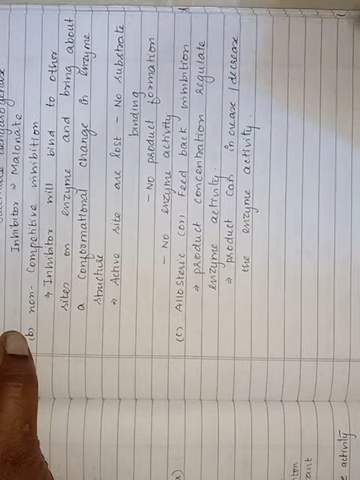 Inhibitor → Malonate
(b) non-Competitive inhibition
→ Inhibitor will bind to other
sites on enzyme and bring about
a conformational change in enzyme
structure
→ Active site are lost - No substrate
binding
- No product formation
- No enzyme activity
(c) Allosteric (or) Feed back inhibition
→ product concentration regulate
enzyme activity
→ product can increase / decrease
the enzyme activity.
activity